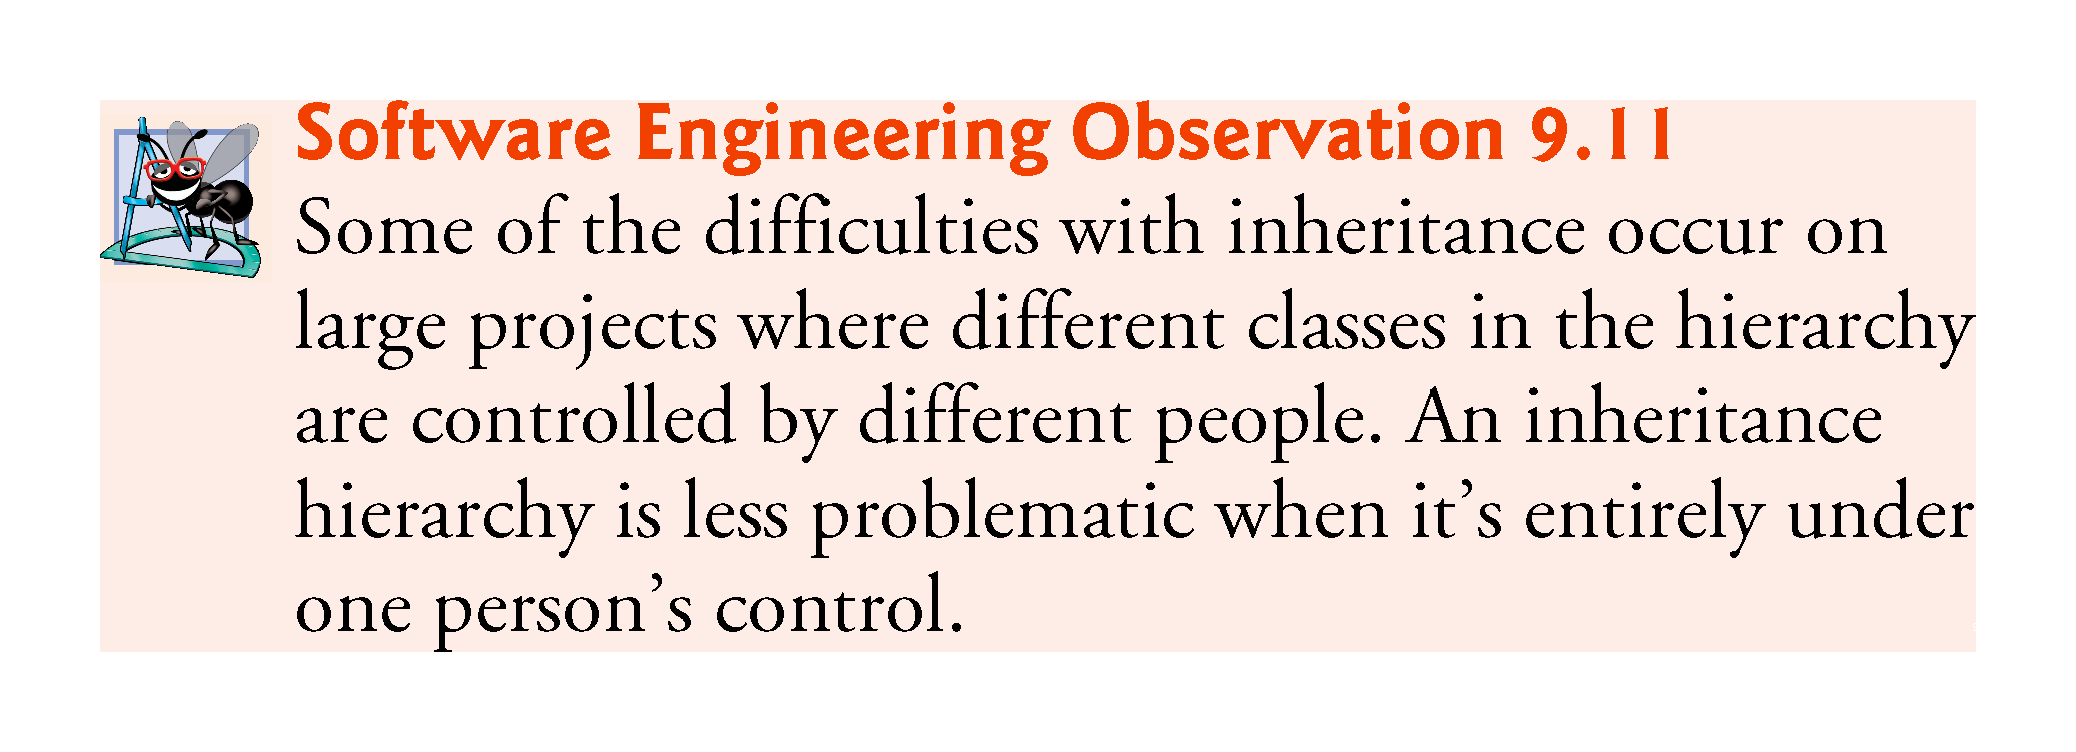 Software Engineering Observation 9.11
Some of the difficulties with inheritance occur on
large projects where different classes in the hierarchy
are controlled by different people. An inheritance
hierarchy is less problematic when it’s entirely under
one person’s control.